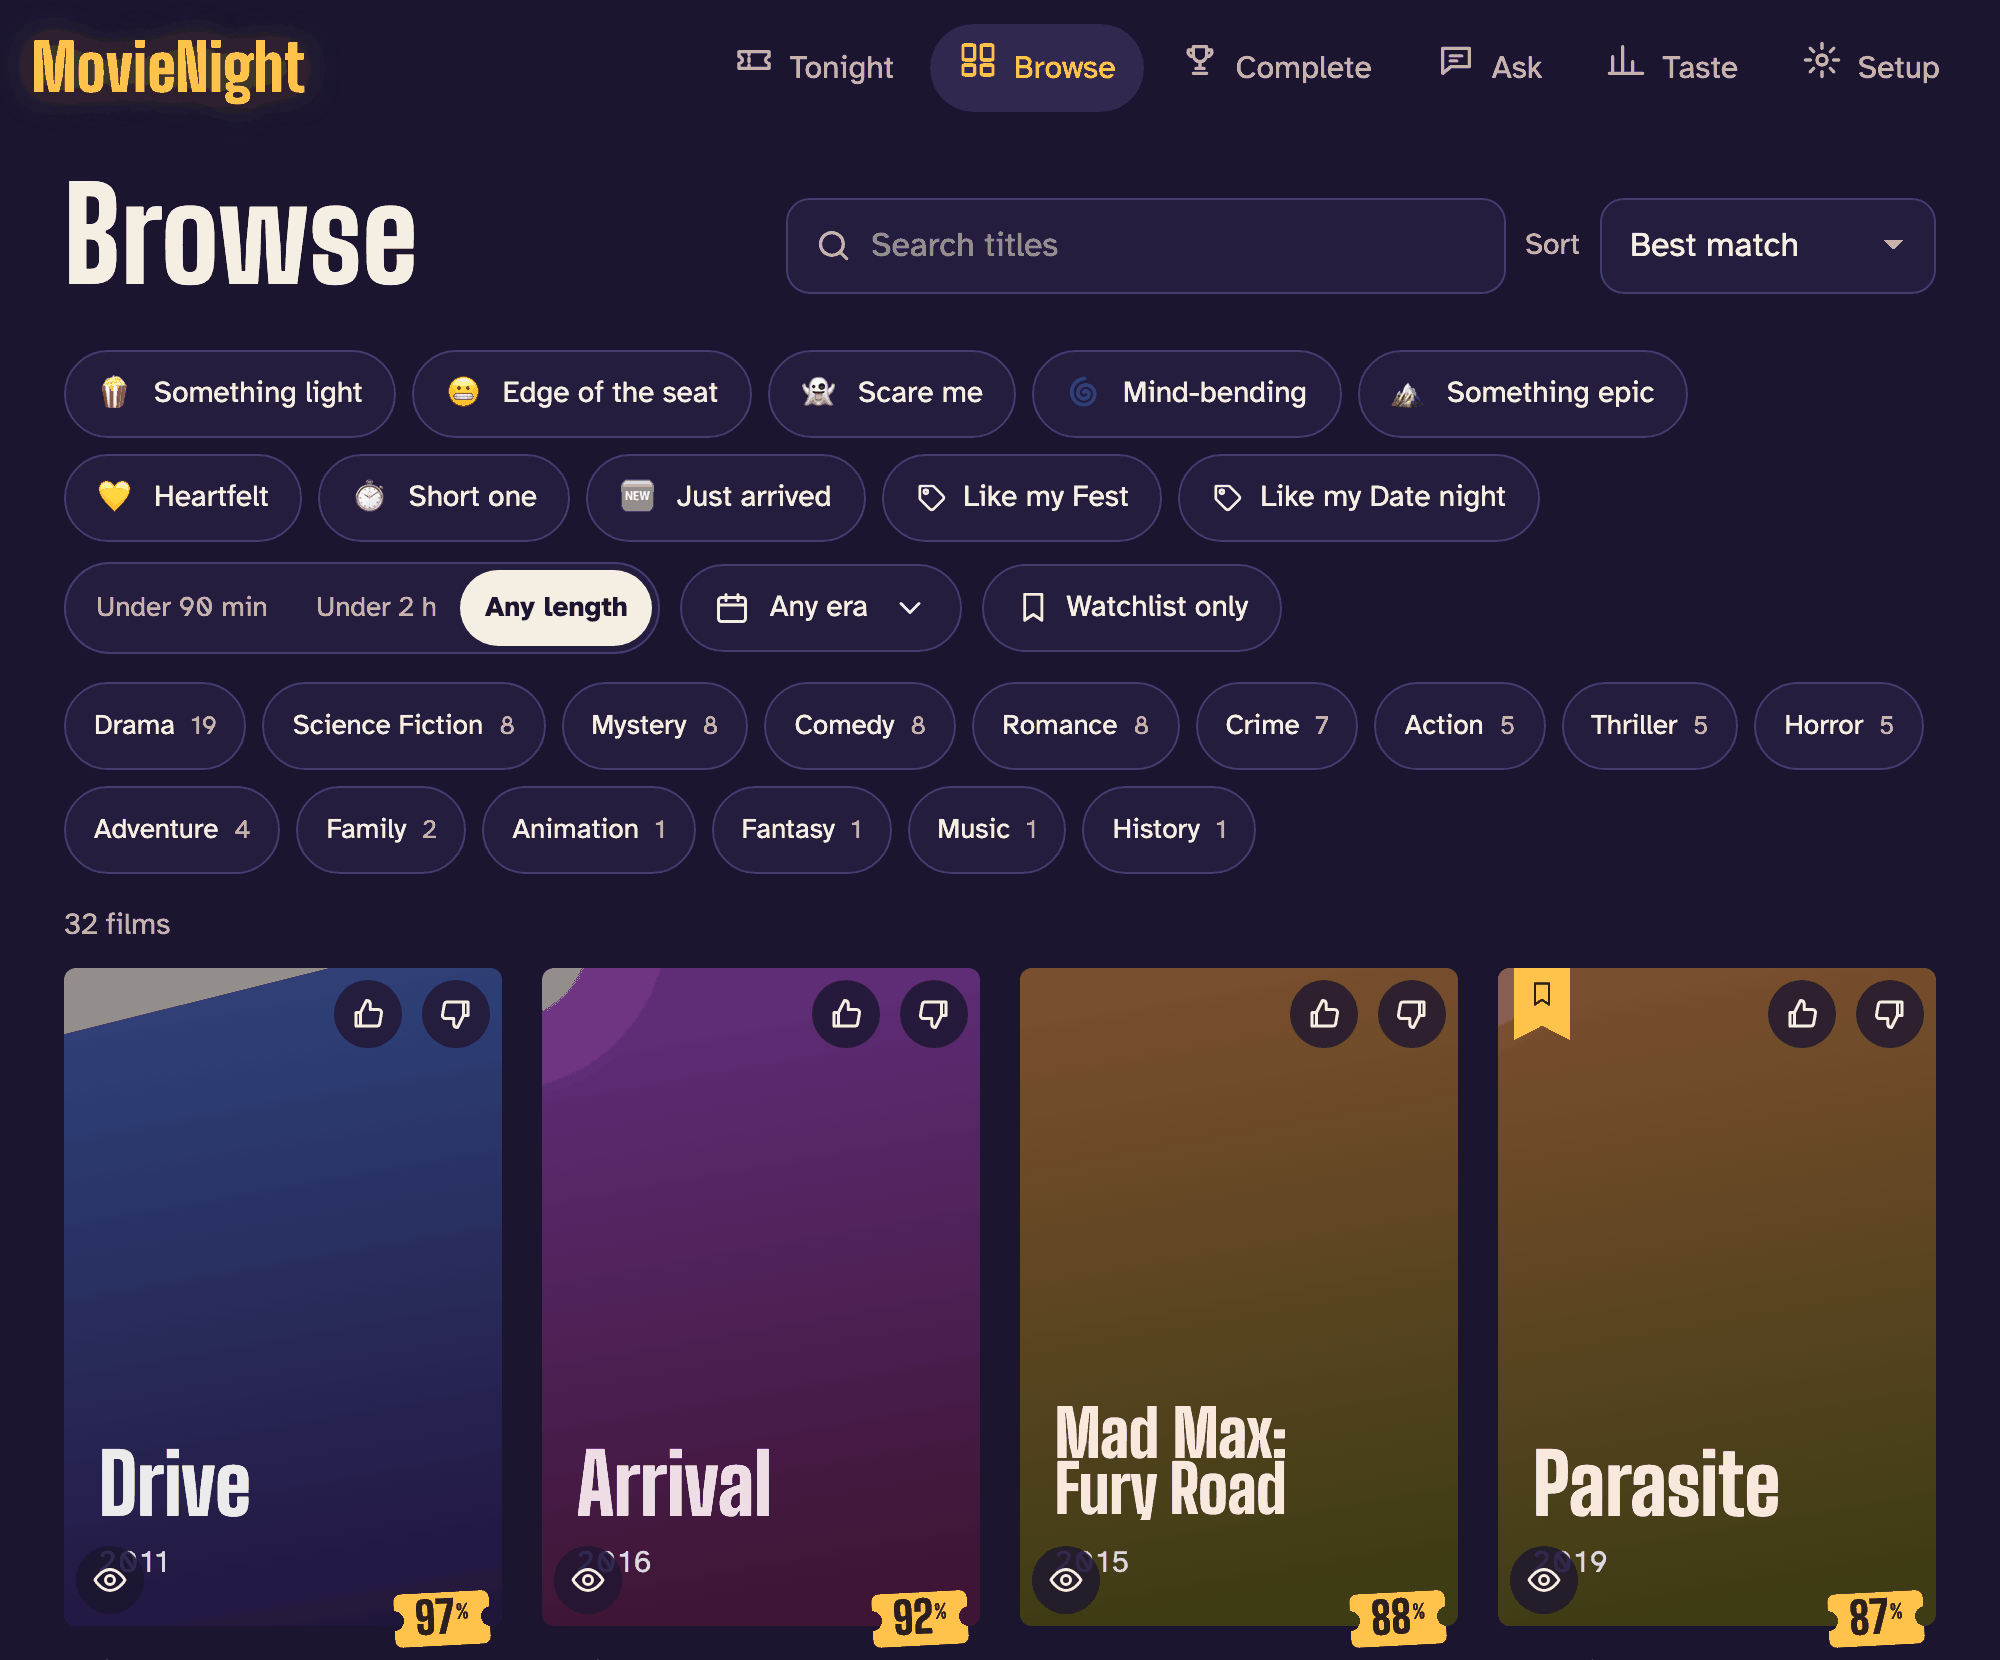 MovieNight Tonight Browse Complete Ask Taste Setup
Browse Search titles Sort Best match
Something light Edge of the seat Scare me Mind-bending Something epic
Heartfelt Short one NEW Just arrived Like my Fest Like my Date night
Under 90 min Under 2 h Any length Any era Watchlist only
Drama 19 Science Fiction 8 Mystery 8 Comedy 8 Romance 8 Crime 7 Action 5 Thriller 5 Horror 5
Adventure 4 Family 2 Animation 1 Fantasy 1 Music 1 History 1
32 films
Drive
2011
97%
Arrival
2016
92%
Mad Max:
Fury Road
2015
88%
Parasite
2019
87%